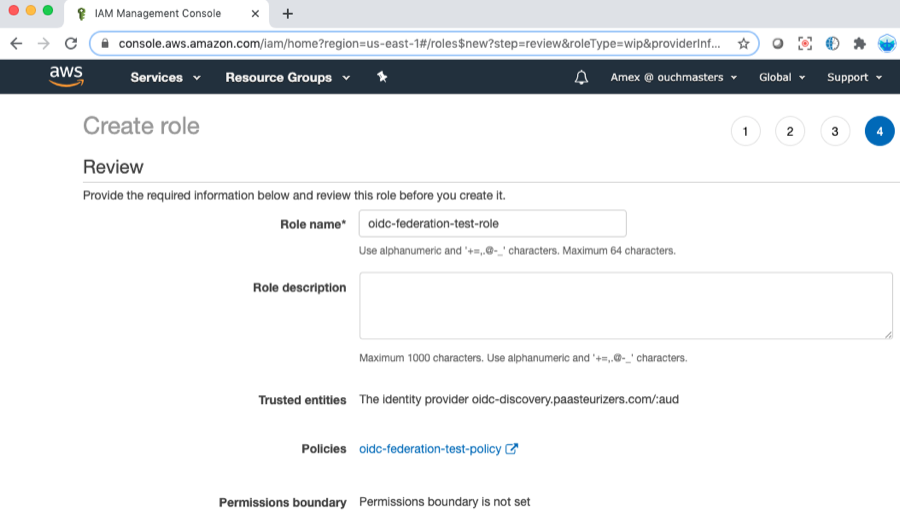 IAM Management Console
console.aws.amazon.com/iam/home?region=us-east-1#/roles$new?step=review&roleType=wip&providerInf...
aws Services Resource Groups Amex @ ouchmasters Global Support
Create role 1 2 3 4
Review
Provide the required information below and review this role before you create it.
Role name* oidc-federation-test-role
Use alphanumeric and '+=,.@-_' characters. Maximum 64 characters.
Role description
Maximum 1000 characters. Use alphanumeric and '+=,.@-_' characters.
Trusted entities The identity provider oidc-discovery.paasteurizers.com/:aud
Policies oidc-federation-test-policy
Permissions boundary Permissions boundary is not set